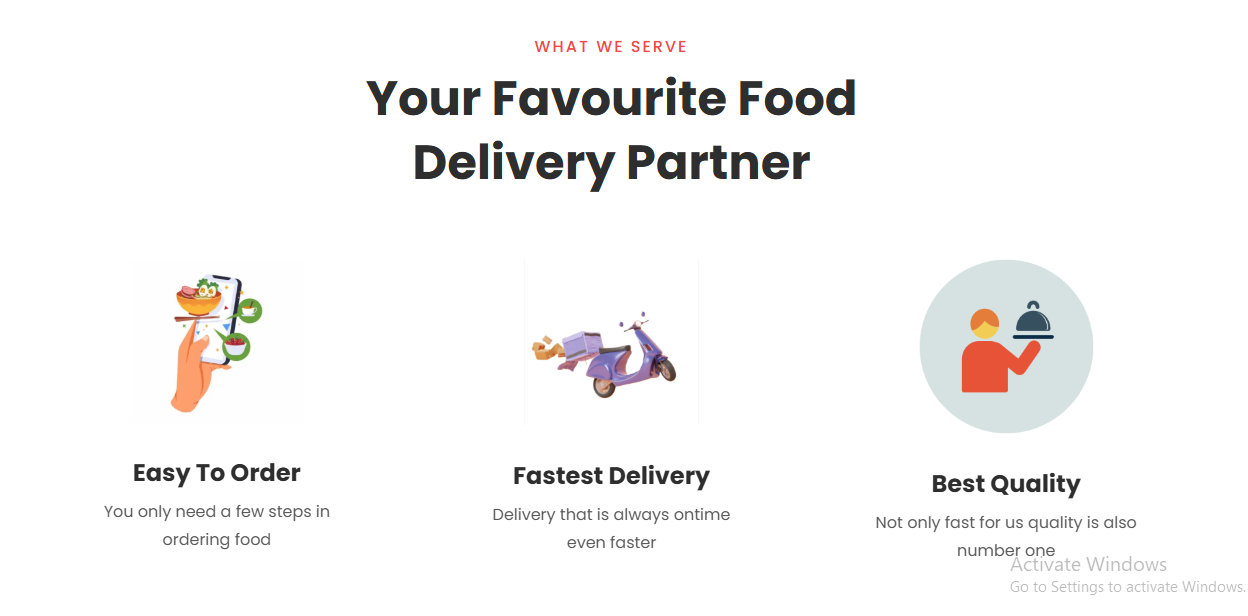 WHAT WE SERVE
Your Favourite Food
Delivery Partner
Easy To Order
You only need a few steps in
ordering food
Fastest Delivery
Delivery that is always ontime
even faster
Best Quality
Not only fast for us quality is also
number one
Activate Windows
Go to Settings to activate Windows.